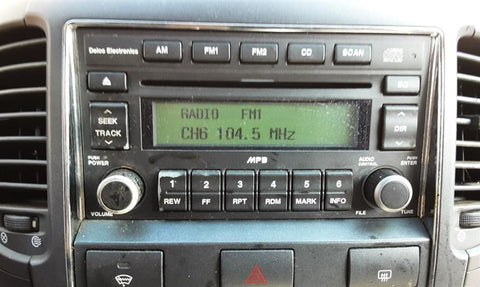 Delco Electronics AM FM1 FM2 CD SCAN
EQ
SEEK
TRACK
RADIO FM1
CH6 104.5 MHz
DIR
PUSH
POWER
MP3
AUDIO
CONTROL
PUSH
ENTER
1 2 3 4 5 6
REW FF RPT RDM MARK INFO
VOLUME
FILE TUNE